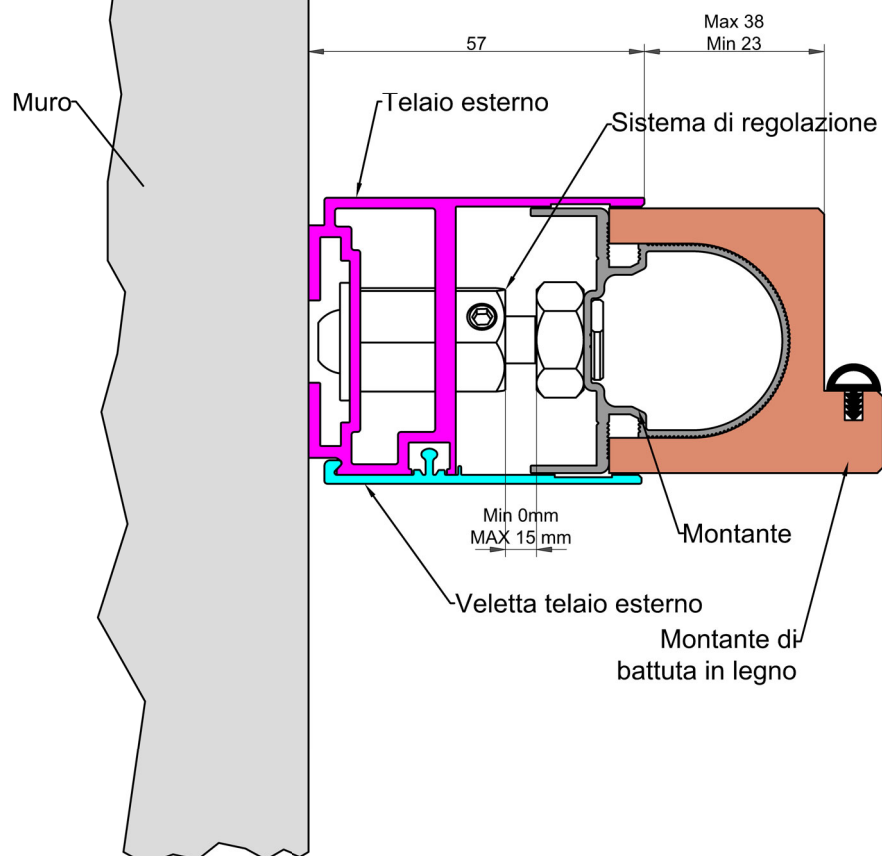 Max 38
Min 23
57
Muro
Telaio esterno
Sistema di regolazione
Min 0mm
MAX 15 mm
Montante
Veletta telaio esterno
Montante di
battuta in legno